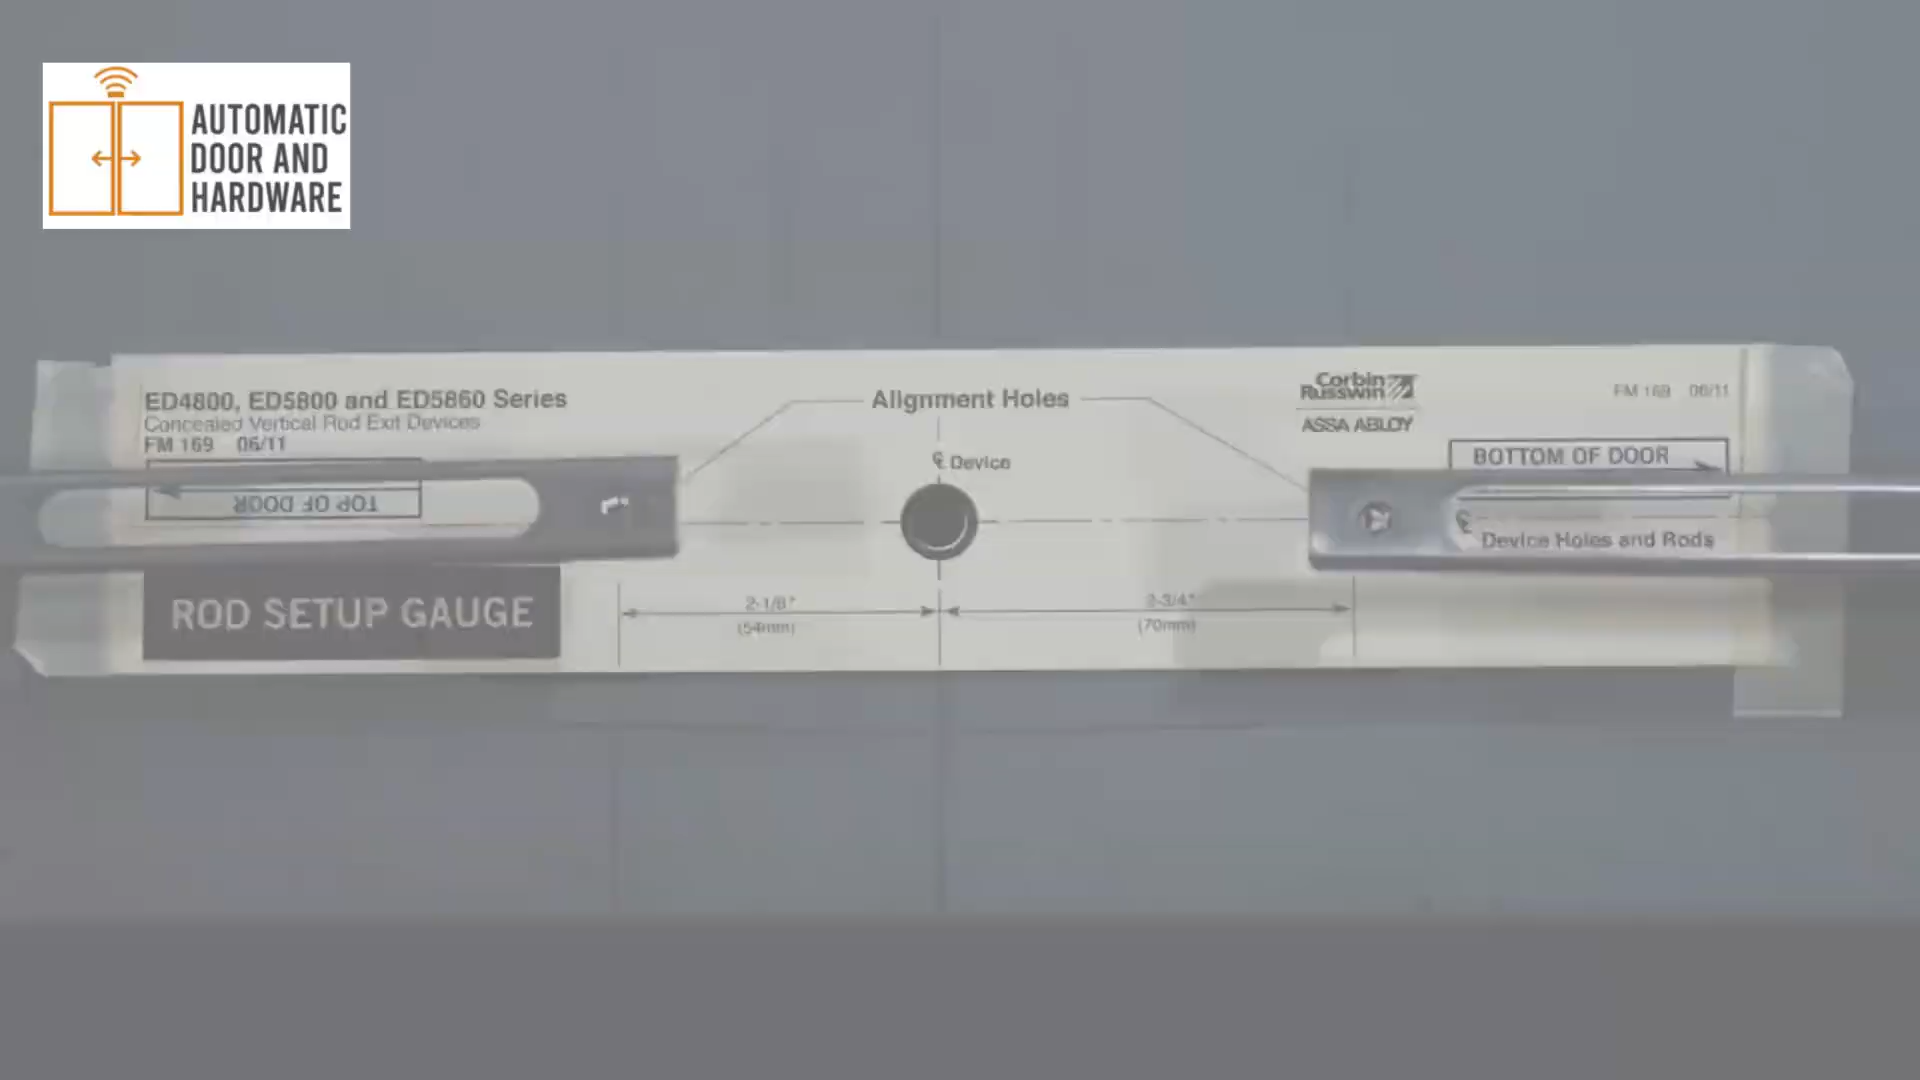 AUTOMATIC
DOOR AND
HARDWARE
ED4800, ED5800 and ED5860 Series
Concealed Vertical Rod Exit Devices
FM 169 06/11
TOP OF DOOR
ROD SETUP GAUGE
Alignment Holes
℄ Device
2-1/8"
(54mm)
2-3/4"
(70mm)
Corbin
Russwin
ASSA ABLOY
FM 169 06/11
BOTTOM OF DOOR
℄
Device Holes and Rods